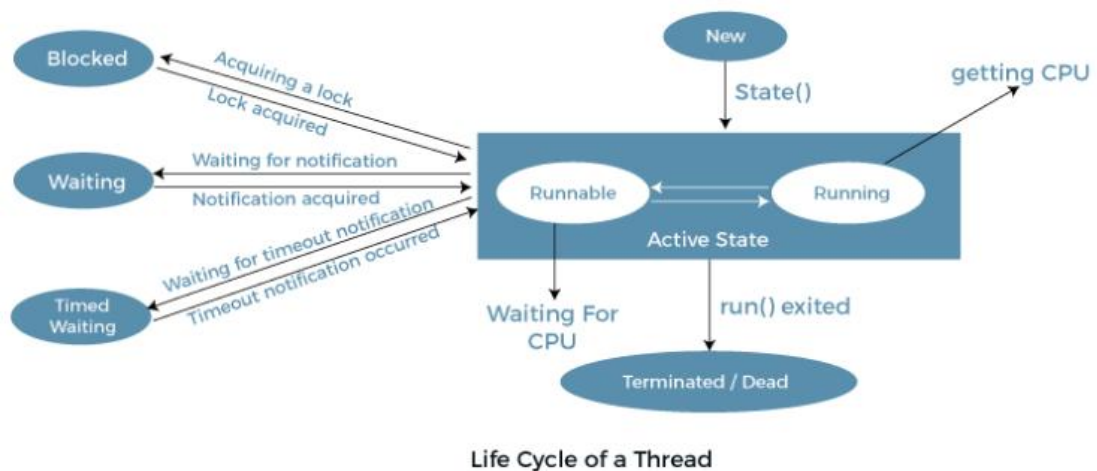 New
Blocked
Acquiring a lock
Lock acquired
State()
getting CPU
Waiting for notification
Waiting
Notification acquired
Runnable
Running
Active State
Waiting for timeout notification
Timeout notification occurred
Timed
Waiting
Waiting For
CPU
run() exited
Terminated / Dead
Life Cycle of a Thread